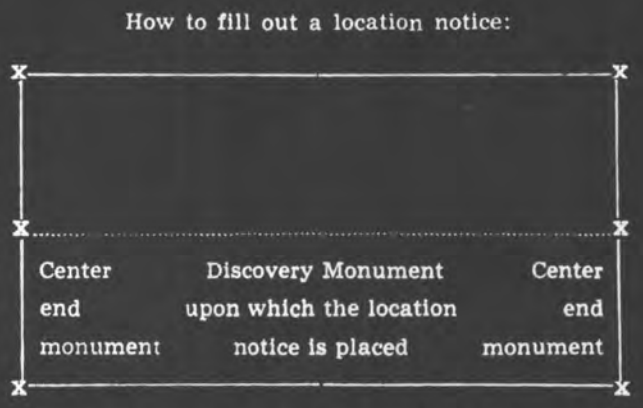 How to fill out a location notice:
X X
X X
Center Discovery Monument Center
end upon which the location end
monument notice is placed monument
X X